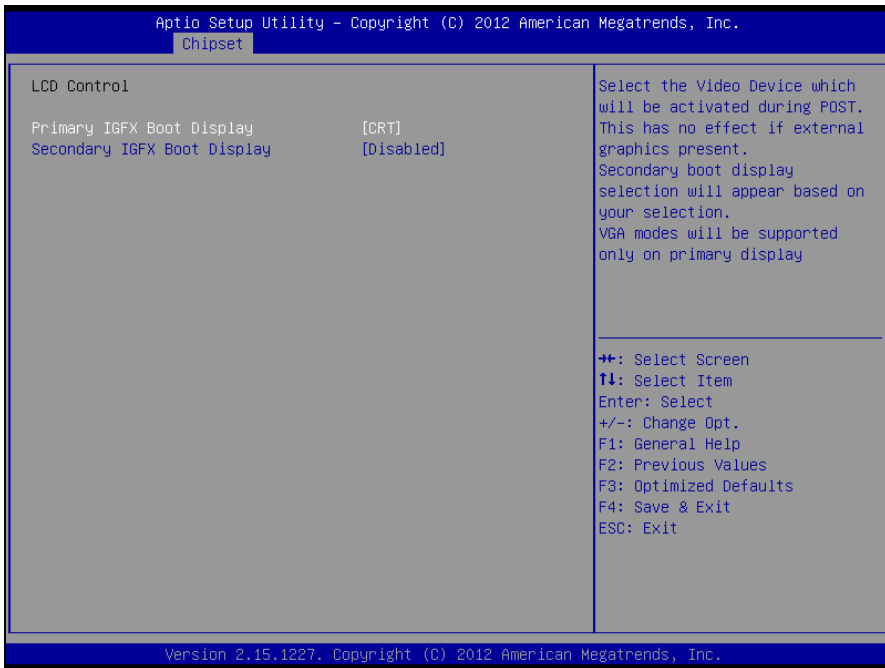 Aptio Setup Utility – Copyright (C) 2012 American Megatrends, Inc.
Chipset
LCD Control
Primary IGFX Boot Display [CRT]
Secondary IGFX Boot Display [Disabled]
Select the Video Device which
will be activated during POST.
This has no effect if external
graphics present.
Secondary boot display
selection will appear based on
your selection.
VGA modes will be supported
only on primary display
→←: Select Screen
↑↓: Select Item
Enter: Select
+/-: Change Opt.
F1: General Help
F2: Previous Values
F3: Optimized Defaults
F4: Save & Exit
ESC: Exit
Version 2.15.1227. Copyright (C) 2012 American Megatrends, Inc.